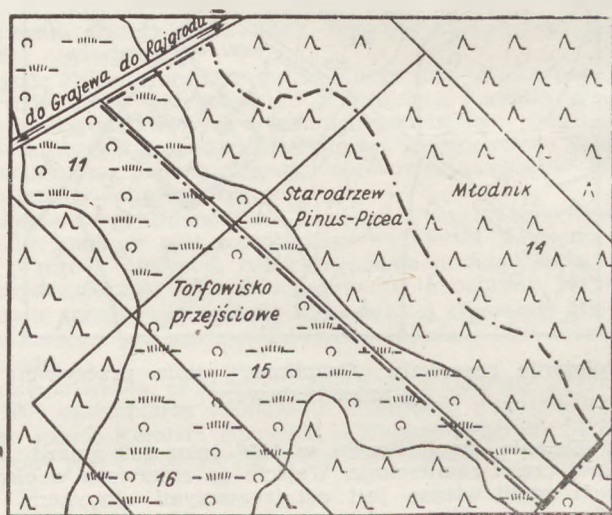 do Grajewa do Rajgrodu
11
Starodrzew
Pinus-Picea
Młodnik
14
Torfowisko
przejściowe
15
16